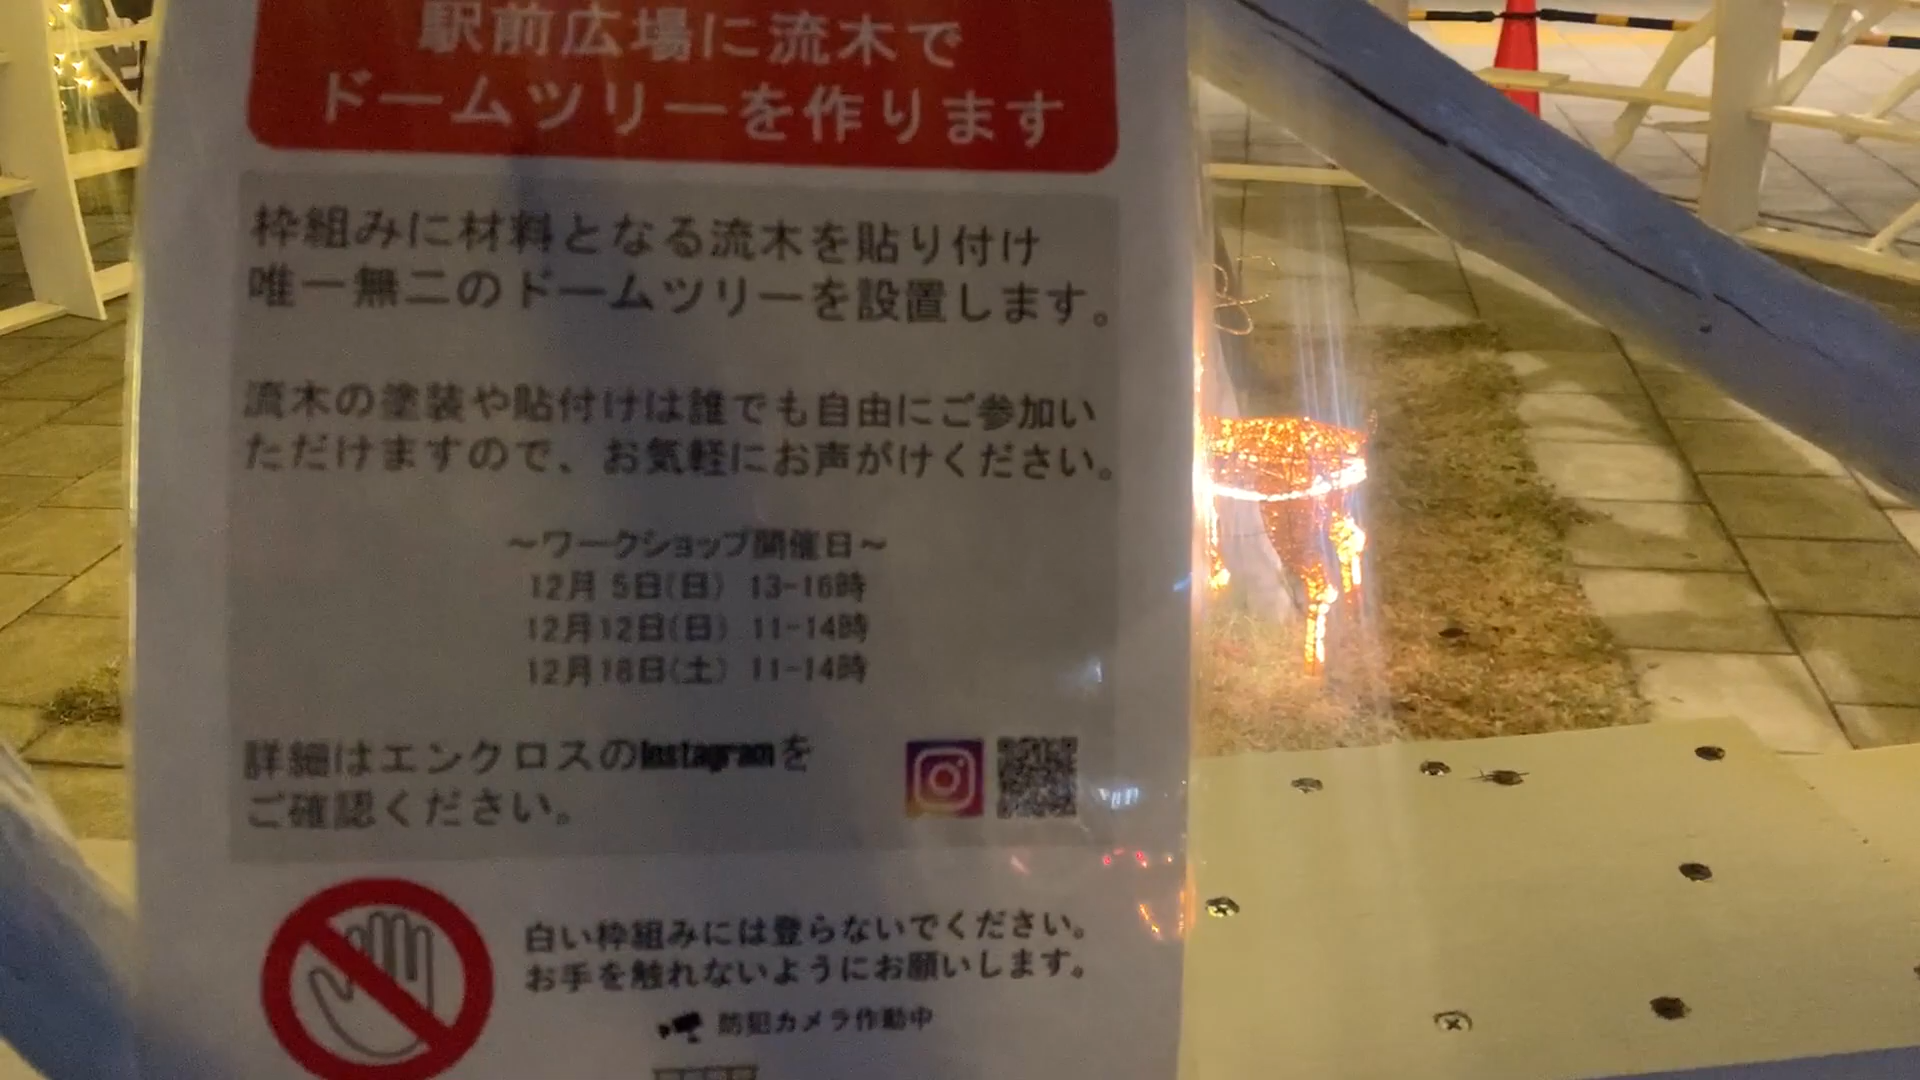 駅前広場に流木で
ドームツリーを作ります
枠組みに材料となる流木を貼り付け
唯一無二のドームツリーを設置します。
流木の塗装や貼付けは誰でも自由にご参加い
ただけますので、お気軽にお声がけください。
～ワークショップ開催日～
12月 5日(日) 13-16時
12月12日(日) 11-14時
12月18日(土) 11-14時
詳細はエンクロスのInstagramを
ご確認ください。
白い枠組みには登らないでください。
お手を触れないようにお願いします。
防犯カメラ作動中